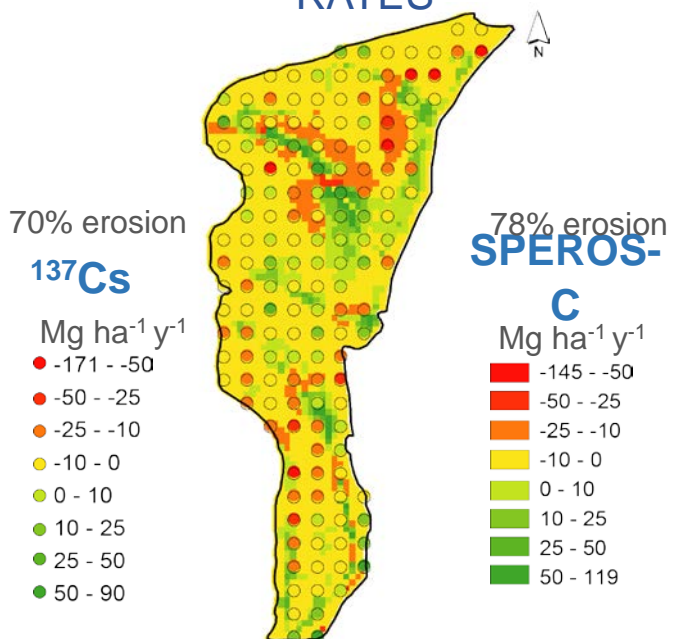 RATES
N
70% erosion
¹³⁷Cs
Mg ha⁻¹ y⁻¹
-171 - -50
-50 - -25
-25 - -10
-10 - 0
0 - 10
10 - 25
25 - 50
50 - 90
78% erosion
SPEROS-
C
Mg ha⁻¹ y⁻¹
-145 - -50
-50 - -25
-25 - -10
-10 - 0
0 - 10
10 - 25
25 - 50
50 - 119